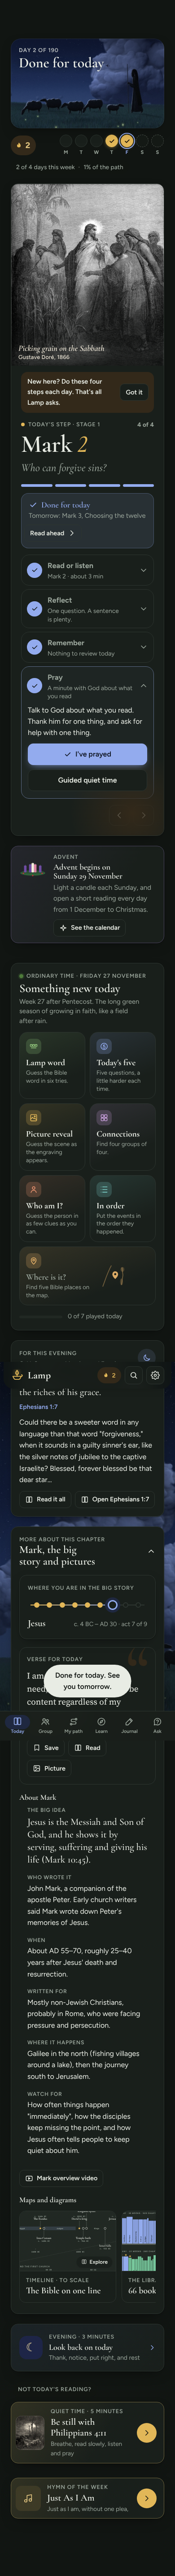 DAY 2 OF 190
Done for today
2
M T W T F S S
2 of 4 days this week · 1% of the path
Picking grain on the Sabbath
Gustave Doré, 1866
New here? Do these four
steps each day. That's all
Lamp asks.
Got it
TODAY'S STEP · STAGE 1
4 of 4
Mark 2
Who can forgive sins?
Done for today
Tomorrow: Mark 3, Choosing the twelve
Read ahead
Read or listen
Mark 2 · about 3 min
Reflect
One question. A sentence
is plenty.
Remember
Nothing to review today
Pray
A minute with God about what
you read
Talk to God about what you read.
Thank him for one thing, and ask for
help with one thing.
I've prayed
Guided quiet time
ADVENT
Advent begins on
Sunday 29 November
Light a candle each Sunday, and
open a short reading every day
from 1 December to Christmas.
See the calendar
ORDINARY TIME · FRIDAY 27 NOVEMBER
Something new today
Week 27 after Pentecost. The long green
season of growing in faith, like a field
after rain.
Lamp word
Guess the Bible
word in six tries.
Today's five
Five questions, a
little harder each
time.
Picture reveal
Guess the scene as
the engraving
appears.
Connections
Find four groups of
four.
Who am I?
Guess the person in
as few clues as you
can.
In order
Put the events in
the order they
happened.
Where is it?
Find five Bible places on
the map.
0 of 7 played today
FOR THIS EVENING
Lamp
2
the riches of his grace.
Ephesians 1:7
Could there be a sweeter word in any
language than that word "forgiveness,"
when it sounds in a guilty sinner's ear, like
the silver notes of jubilee to the captive
Israelite? Blessed, forever blessed be that
dear star…
Read it all
Open Ephesians 1:7
MORE ABOUT THIS CHAPTER
Mark, the big
story and pictures
WHERE YOU ARE IN THE BIG STORY
Jesus
c. 4 BC – AD 30 · act 7 of 9
VERSE FOR TODAY
I am
Done for today. See
you tomorrow.
content regardless of my
Today
Group
My path
Learn
Journal
Ask
Save
Read
Picture
About Mark
THE BIG IDEA
Jesus is the Messiah and Son of
God, and he shows it by
serving, suffering and giving his
life (Mark 10:45).
WHO WROTE IT
John Mark, a companion of the
apostle Peter. Early church writers
said Mark wrote down Peter's
memories of Jesus.
WHEN
About AD 55–70, roughly 25–40
years after Jesus' death and
resurrection.
WRITTEN FOR
Mostly non-Jewish Christians,
probably in Rome, who were facing
pressure and persecution.
WHERE IT HAPPENS
Galilee in the north (fishing villages
around a lake), then the journey
south to Jerusalem.
WATCH FOR
How often things happen
"immediately", how the disciples
keep missing the point, and how
Jesus often tells people to keep
quiet about him.
Mark overview video
Maps and diagrams
Explore
TIMELINE · TO SCALE
The Bible on one line
THE LIBR
66 book
EVENING · 3 MINUTES
Look back on today
Thank, notice, put right, and rest
NOT TODAY'S READING?
QUIET TIME · 5 MINUTES
Be still with
Philippians 4:11
Breathe, read slowly, listen
and pray
HYMN OF THE WEEK
Just As I Am
Just as I am, without one plea,